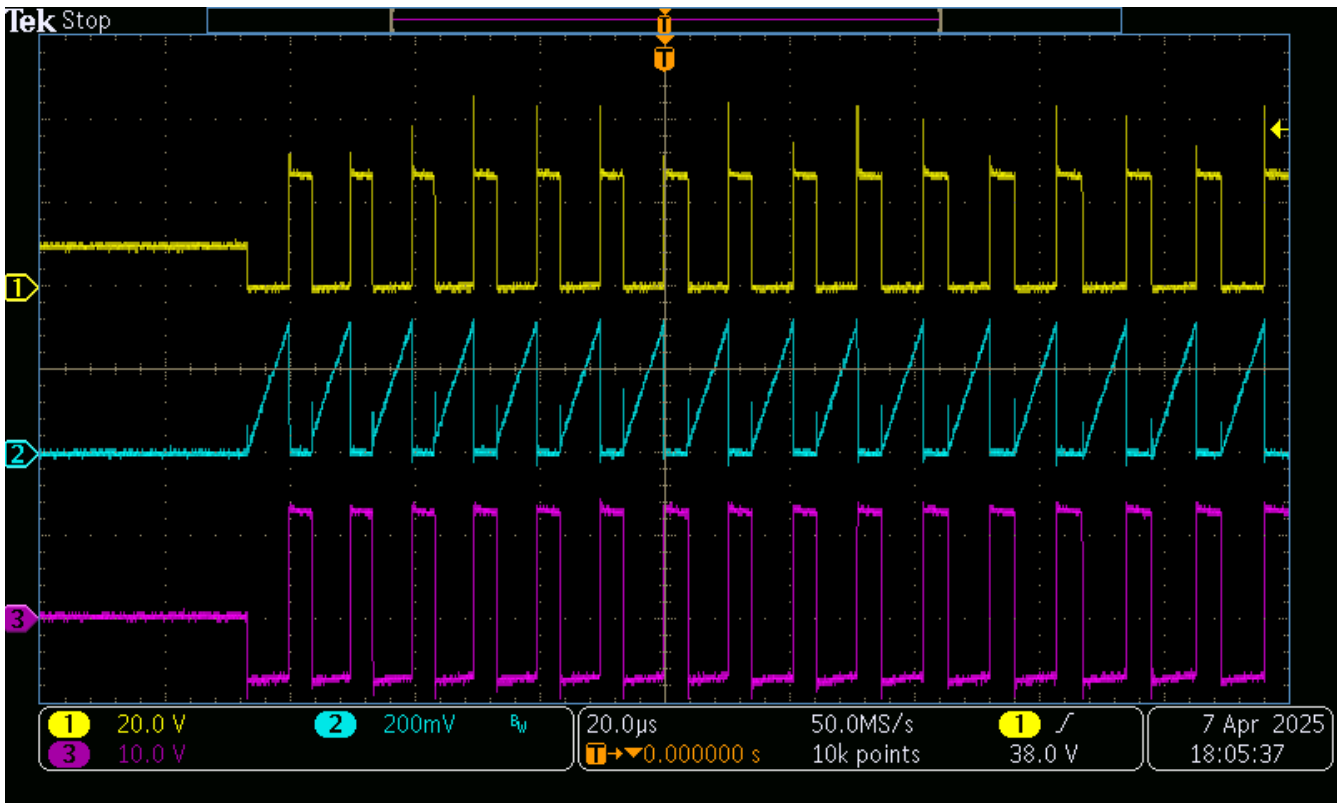 Tek Stop
T
T
1
2
3
1 20.0 V 2 200mV BW 20.0µs 50.0MS/s 1 7 Apr 2025
3 10.0 V T→▼0.000000 s 10k points 38.0 V 18:05:37